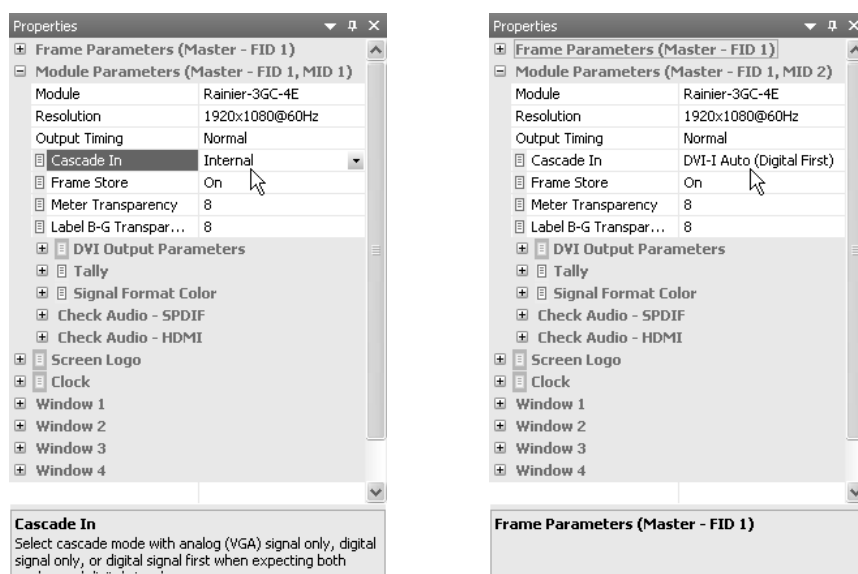 Properties
Frame Parameters (Master - FID 1)
Module Parameters (Master - FID 1, MID 1)
Module Rainier-3GC-4E
Resolution 1920x1080@60Hz
Output Timing Normal
Cascade In Internal
Frame Store On
Meter Transparency 8
Label B-G Transpar... 8
DVI Output Parameters
Tally
Signal Format Color
Check Audio - SPDIF
Check Audio - HDMI
Screen Logo
Clock
Window 1
Window 2
Window 3
Window 4
Cascade In
Select cascade mode with analog (VGA) signal only, digital
signal only, or digital signal first when expecting both
Properties
Frame Parameters (Master - FID 1)
Module Parameters (Master - FID 1, MID 2)
Module Rainier-3GC-4E
Resolution 1920x1080@60Hz
Output Timing Normal
Cascade In DVI-I Auto (Digital First)
Frame Store On
Meter Transparency 8
Label B-G Transpar... 8
DVI Output Parameters
Tally
Signal Format Color
Check Audio - SPDIF
Check Audio - HDMI
Screen Logo
Clock
Window 1
Window 2
Window 3
Window 4
Frame Parameters (Master - FID 1)